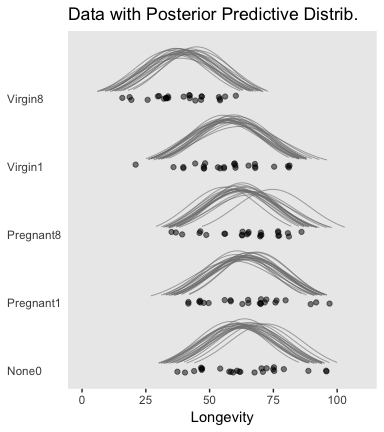 Data with Posterior Predictive Distrib.
Virgin8
Virgin1
Pregnant8
Pregnant1
None0
0 25 50 75 100
Longevity